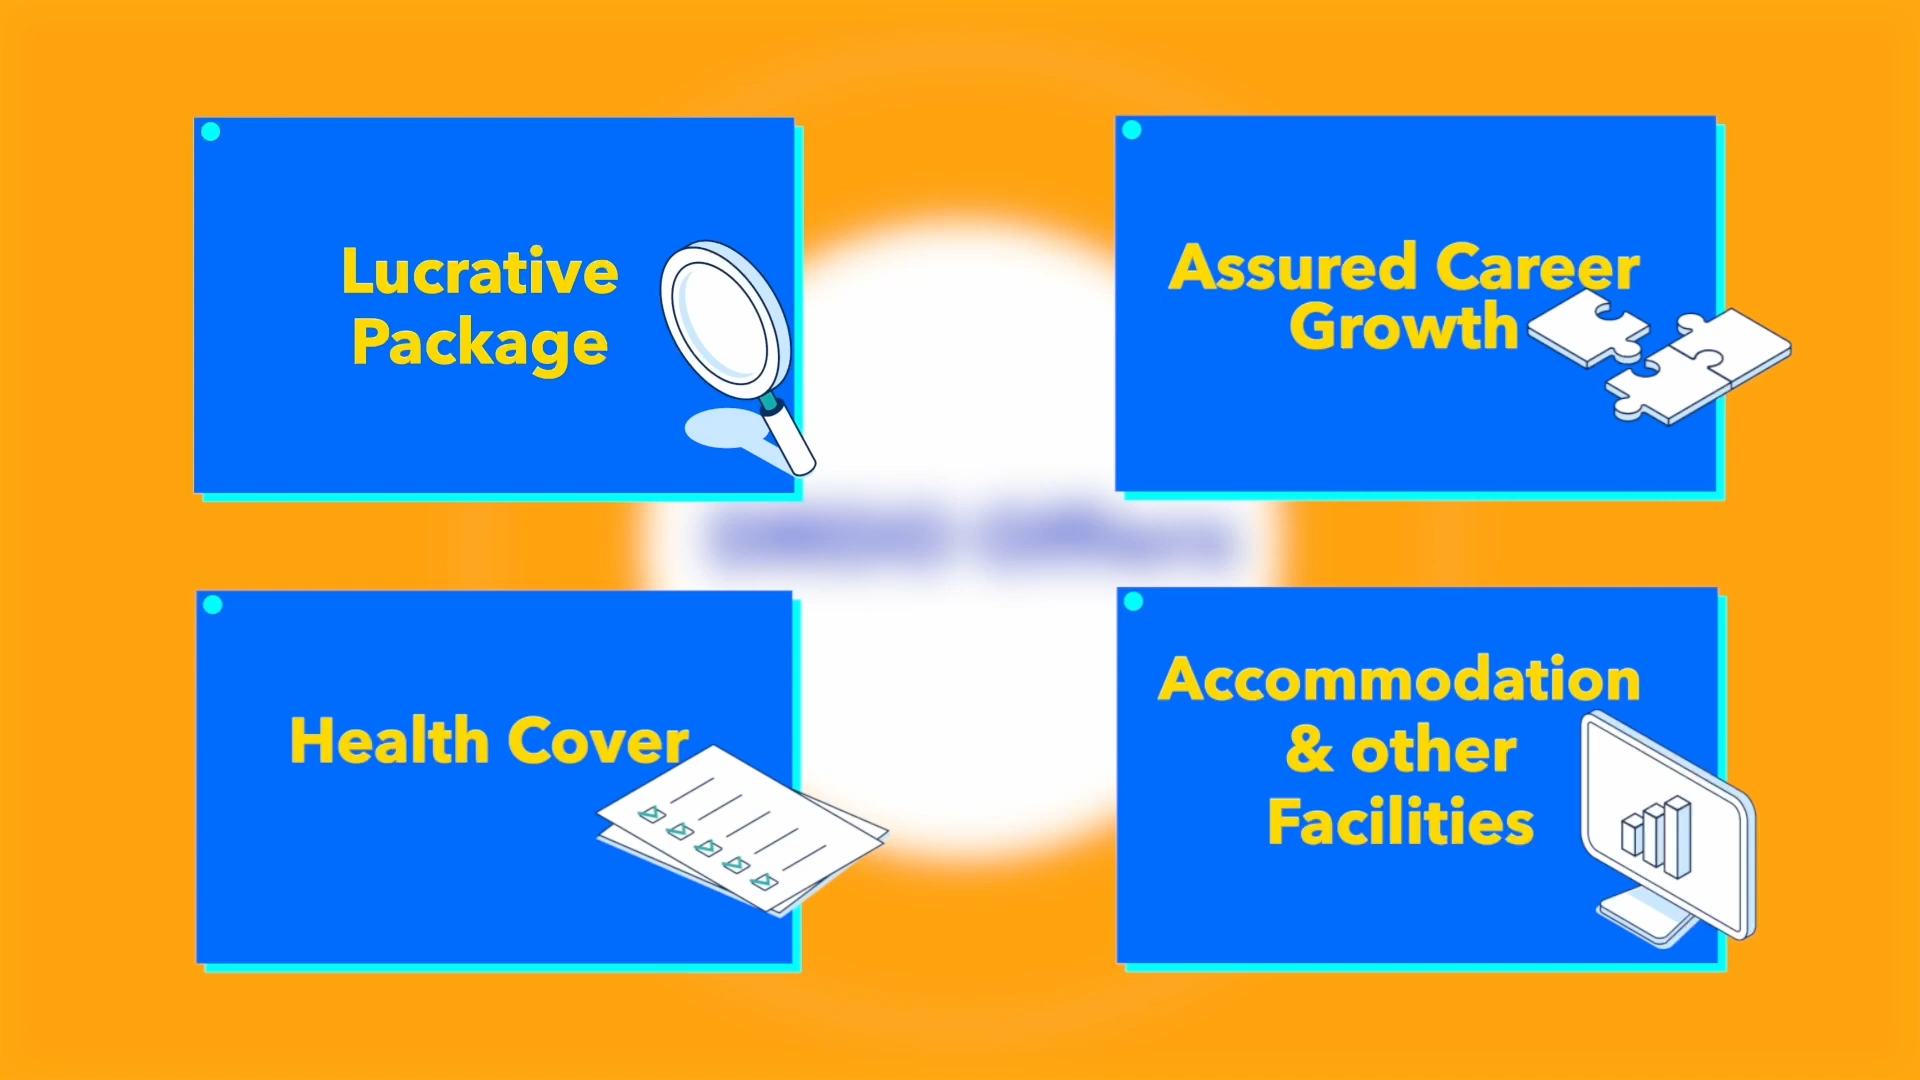 Lucrative
Package
Assured Career
Growth
Health Cover
Accommodation
& other
Facilities